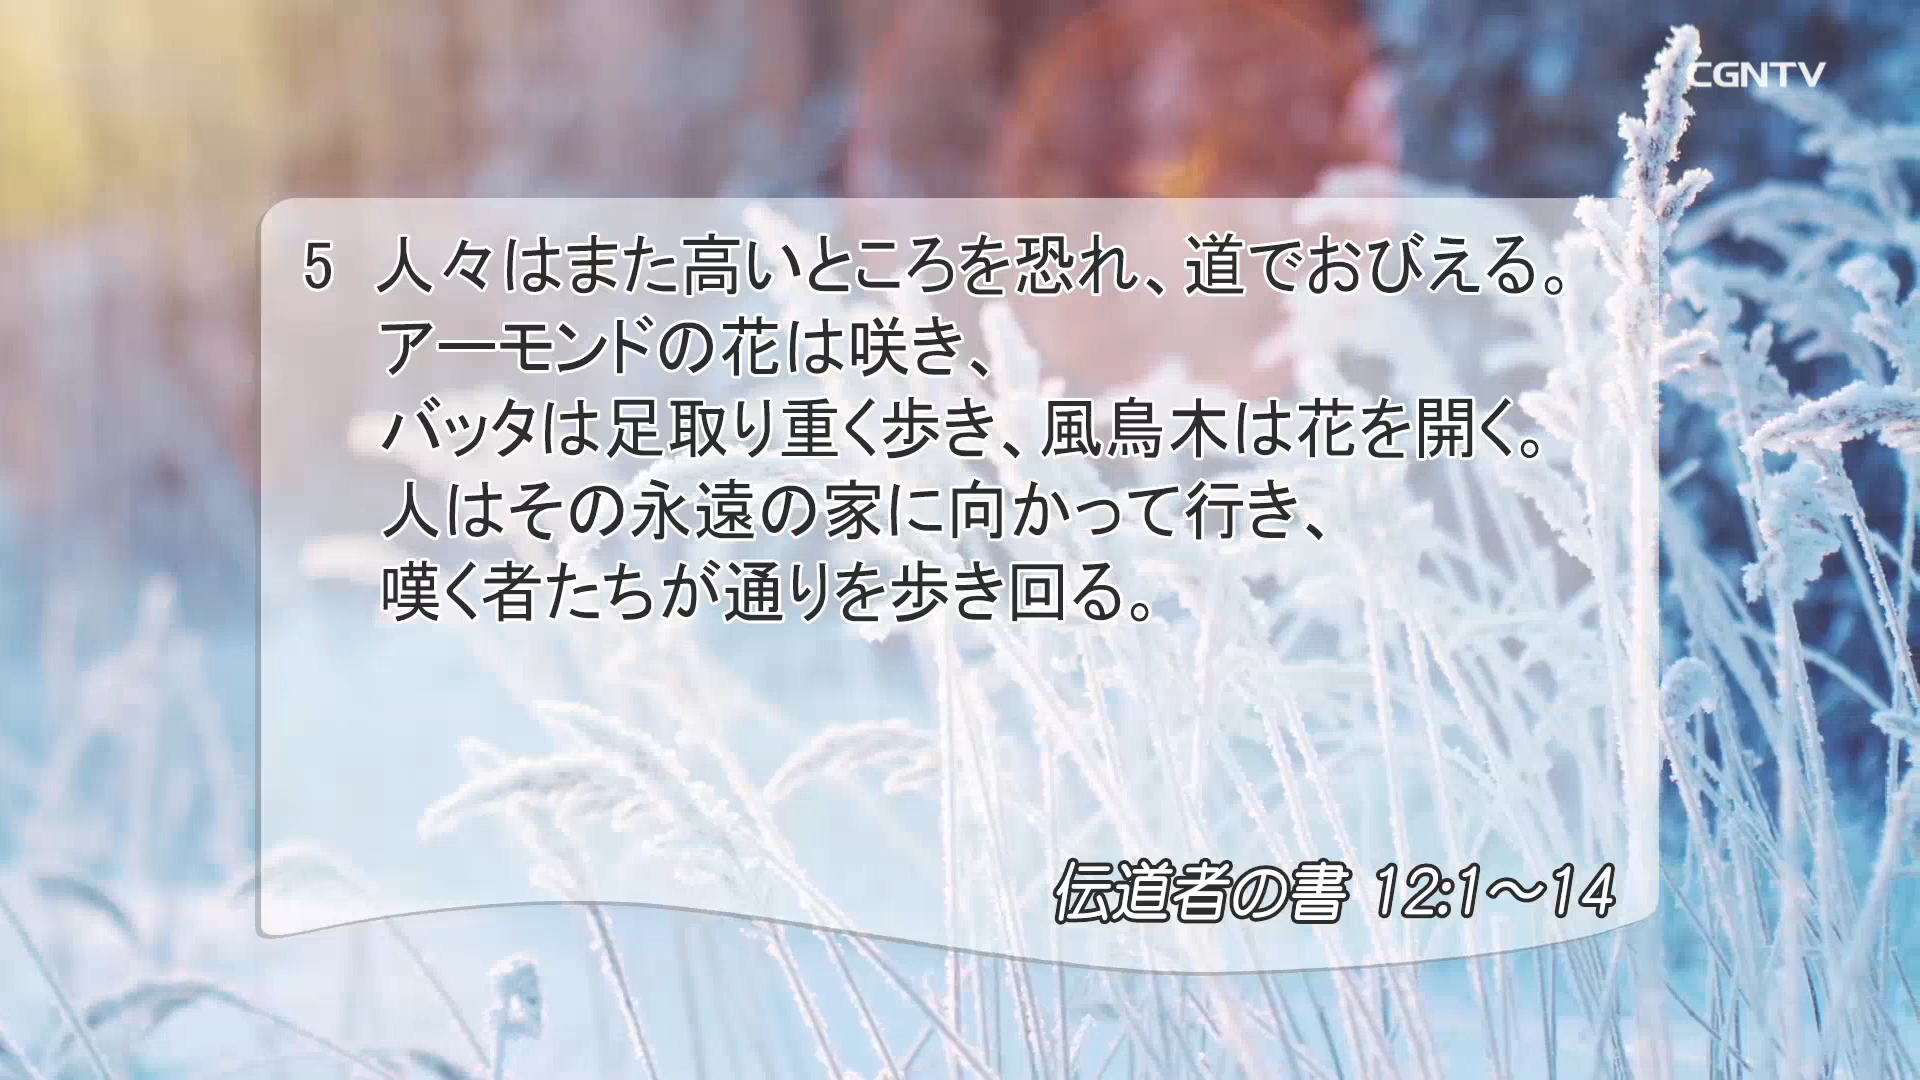 CGNTV
5 人々はまた高いところを恐れ、道でおびえる。
アーモンドの花は咲き、
バッタは足取り重く歩き、風鳥木は花を開く。
人はその永遠の家に向かって行き、
嘆く者たちが通りを歩き回る。
伝道者の書 12:1～14